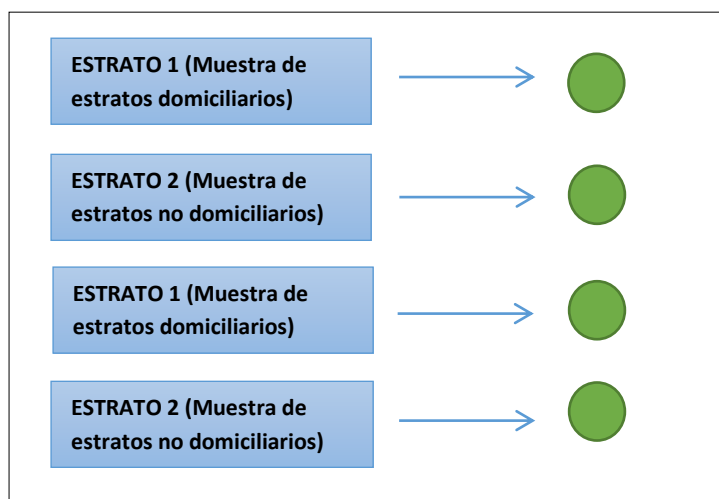 ESTRATO 1 (Muestra de
estratos domiciliarios)
ESTRATO 2 (Muestra de
estratos no domiciliarios)
ESTRATO 1 (Muestra de
estratos domiciliarios)
ESTRATO 2 (Muestra de
estratos no domiciliarios)